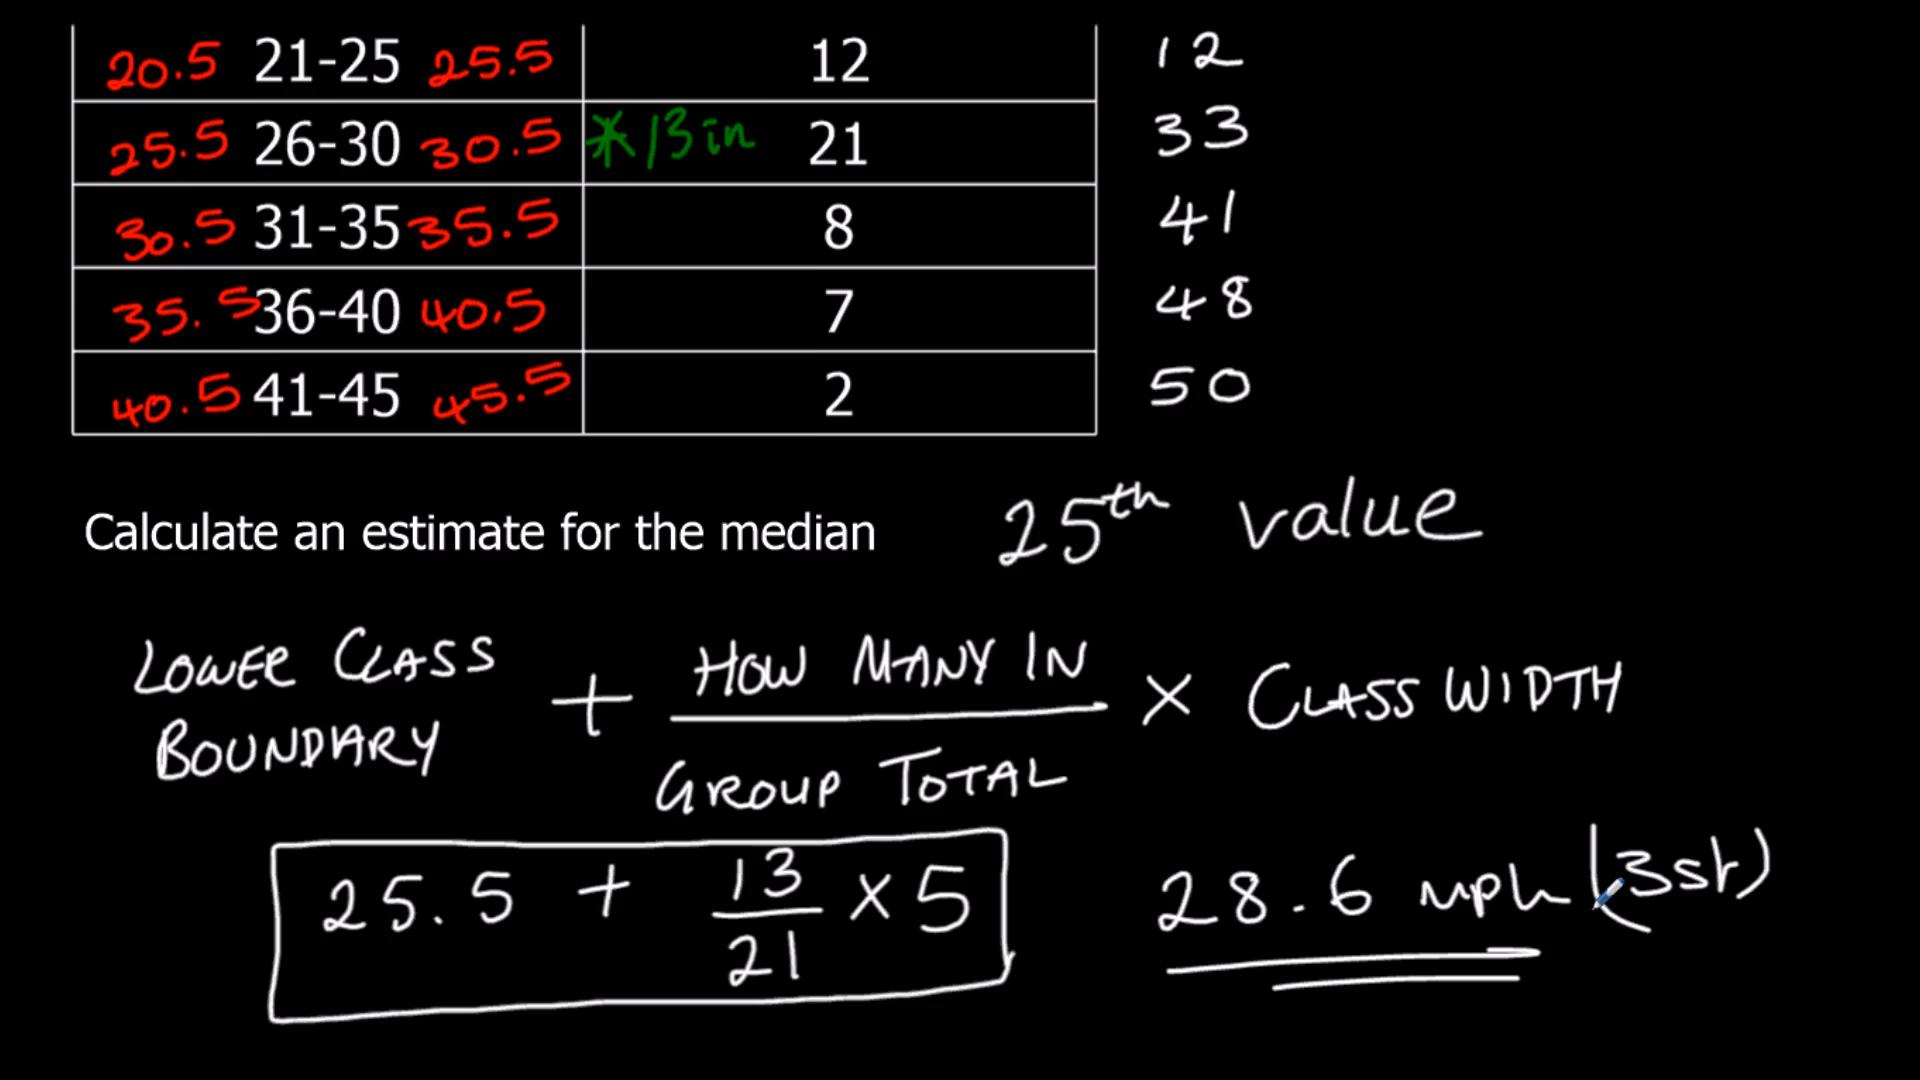 20.5 21-25 25.5 12 12
25.5 26-30 30.5 *13 in 21 33
30.5 31-35 35.5 8 41
35.5 36-40 40.5 7 48
40.5 41-45 45.5 2 50
Calculate an estimate for the median 25th value
LOWER CLASS BOUNDARY + HOW MANY IN / GROUP TOTAL × CLASS WIDTH
25.5 + 13/21 × 5 28.6 mph (3sf)